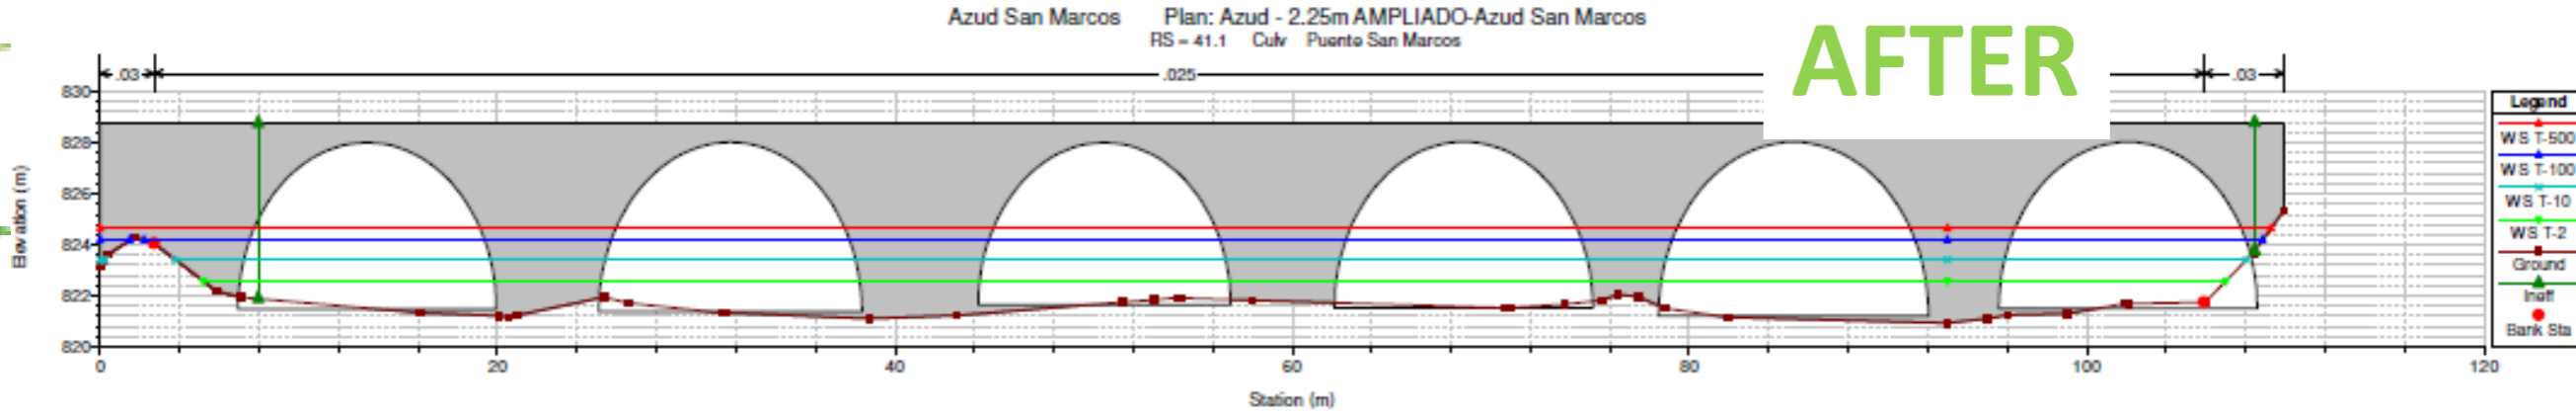 Azud San Marcos Plan: Azud - 2.25m AMPLIADO-Azud San Marcos
RS = 41.1 Culv Puente San Marcos
AFTER
.03
.025
.03
830
828
826
824
822
820
Elevation (m)
0
20
40
60
80
100
120
Station (m)
Legend
WS T-500
WS T-100
WS T-10
WS T-2
Ground
Ineff
Bank Sta